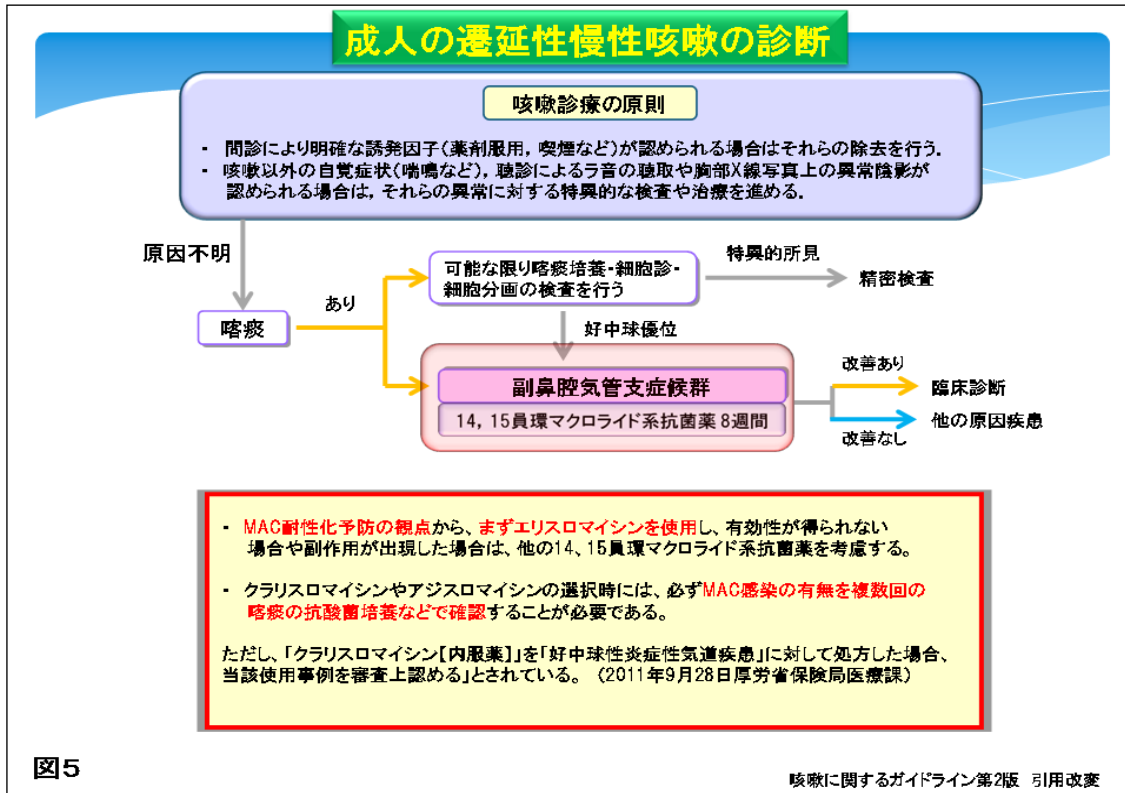 成人の遷延性慢性咳嗽の診断
咳嗽診療の原則
・ 問診により明確な誘発因子(薬剤服用，喫煙など)が認められる場合はそれらの除去を行う．
・ 咳嗽以外の自覚症状(喘鳴など)，聴診によるラ音の聴取や胸部X線写真上の異常陰影が
認められる場合は，それらの異常に対する特異的な検査や治療を進める．
原因不明
喀痰
あり
可能な限り喀痰培養・細胞診・
細胞分画の検査を行う
特異的所見
精密検査
好中球優位
副鼻腔気管支症候群
14，15員環マクロライド系抗菌薬 8週間
改善あり
臨床診断
他の原因疾患
改善なし
・ MAC耐性化予防の観点から、まずエリスロマイシンを使用し、有効性が得られない
場合や副作用が出現した場合は、他の14、15員環マクロライド系抗菌薬を考慮する。
・ クラリスロマイシンやアジスロマイシンの選択時には、必ずMAC感染の有無を複数回の
喀痰の抗酸菌培養などで確認することが必要である。
ただし、「クラリスロマイシン【内服薬】」を「好中球性炎症性気道疾患」に対して処方した場合、
当該使用事例を審査上認める」とされている。 （2011年9月28日厚労省保険局医療課）
図5
咳嗽に関するガイドライン第2版 引用改変